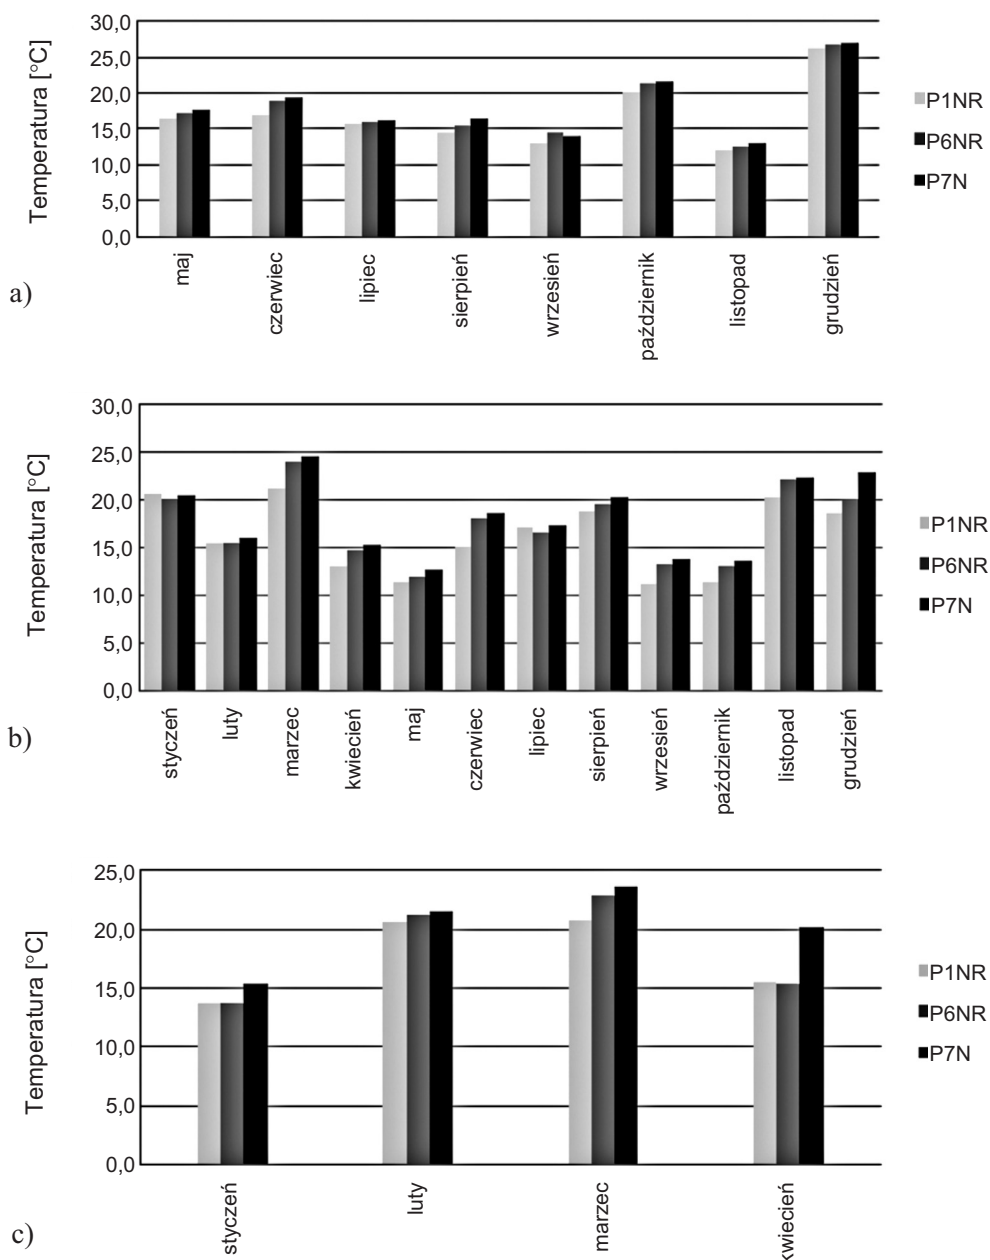 30,0
25,0
20,0
15,0
10,0
5,0
0,0
Temperatura [°C]
maj
czerwiec
lipiec
sierpień
wrzesień
październik
listopad
grudzień
P1NR
P6NR
P7N
a)
30,0
25,0
20,0
15,0
10,0
5,0
0,0
Temperatura [°C]
styczeń
luty
marzec
kwiecień
maj
czerwiec
lipiec
sierpień
wrzesień
październik
listopad
grudzień
P1NR
P6NR
P7N
b)
25,0
20,0
15,0
10,0
5,0
0,0
Temperatura [°C]
styczeń
luty
marzec
kwiecień
P1NR
P6NR
P7N
c)